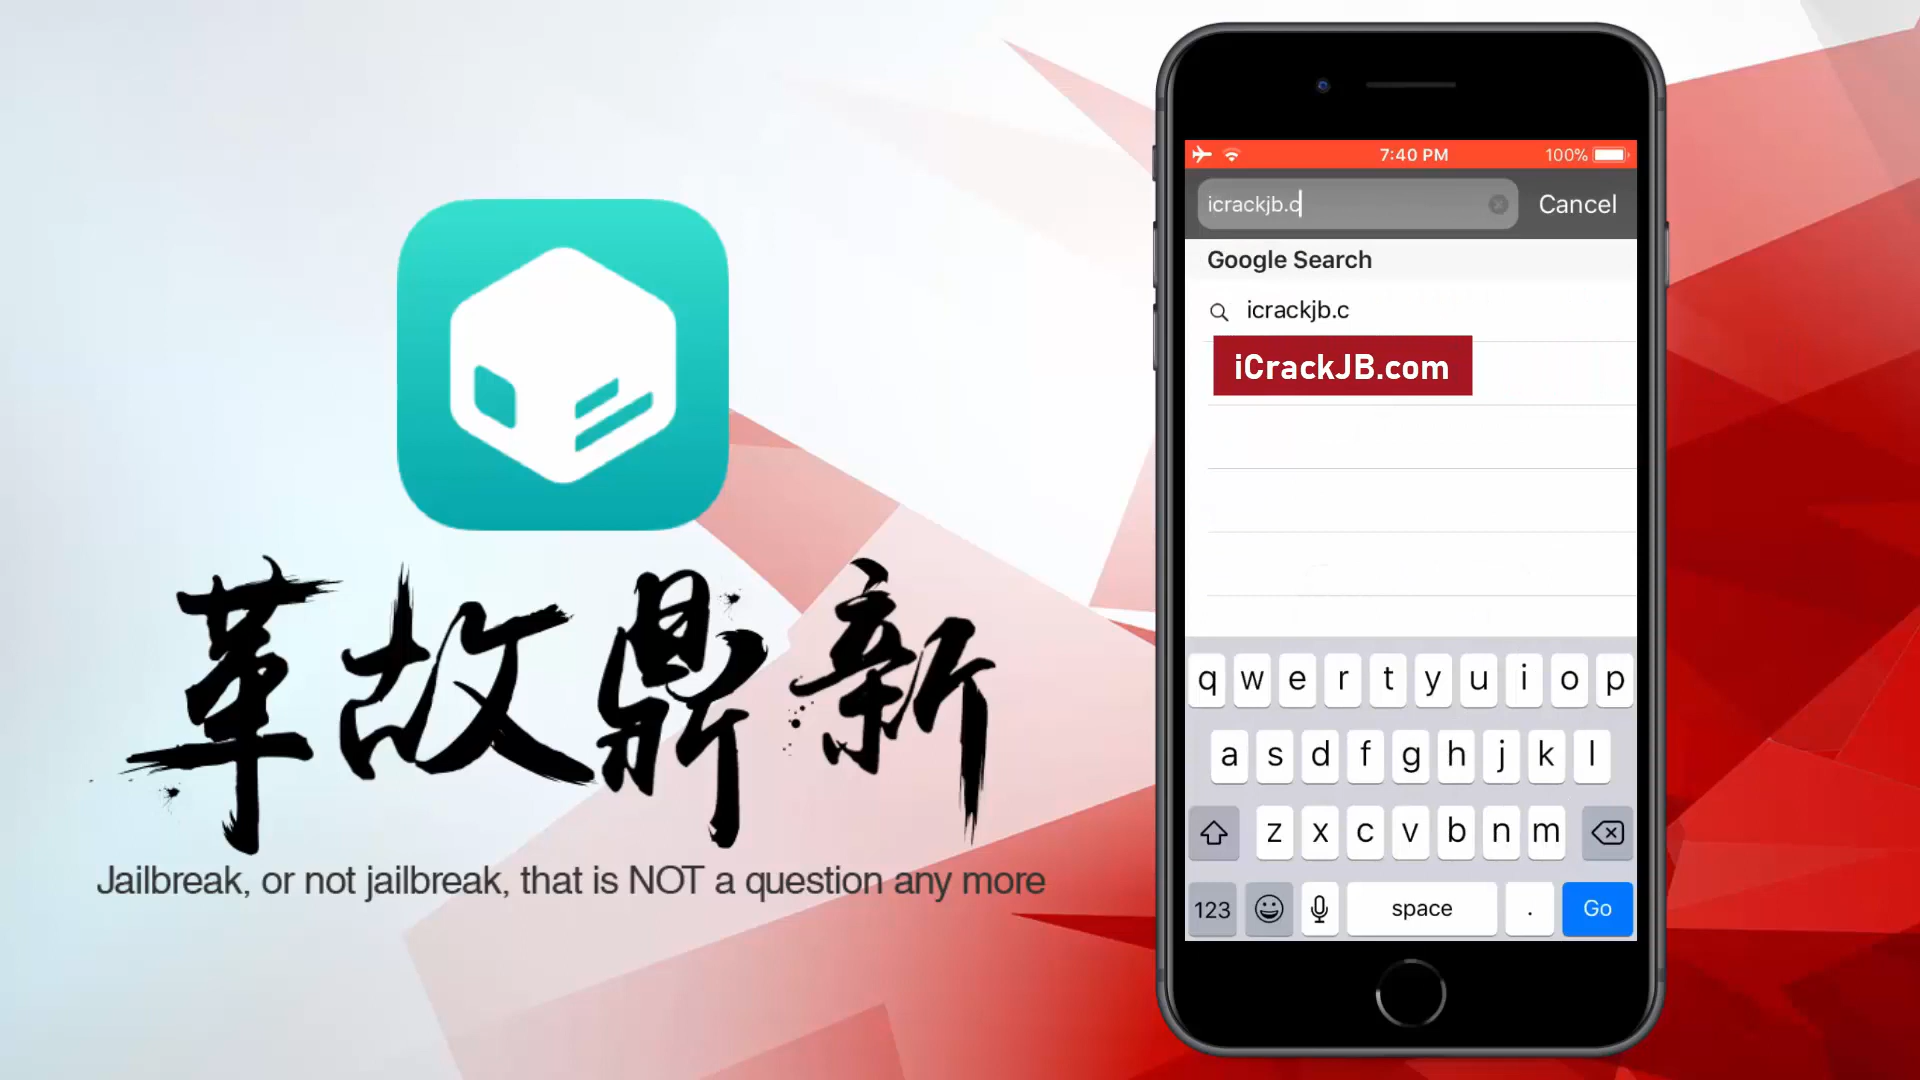 革故鼎新
Jailbreak, or not jailbreak, that is NOT a question any more
7:40 PM
100%
icrackjb.c
Cancel
Google Search
icrackjb.c
iCrackJB.com
q w e r t y u i o p
a s d f g h j k l
z x c v b n m
123 space . Go